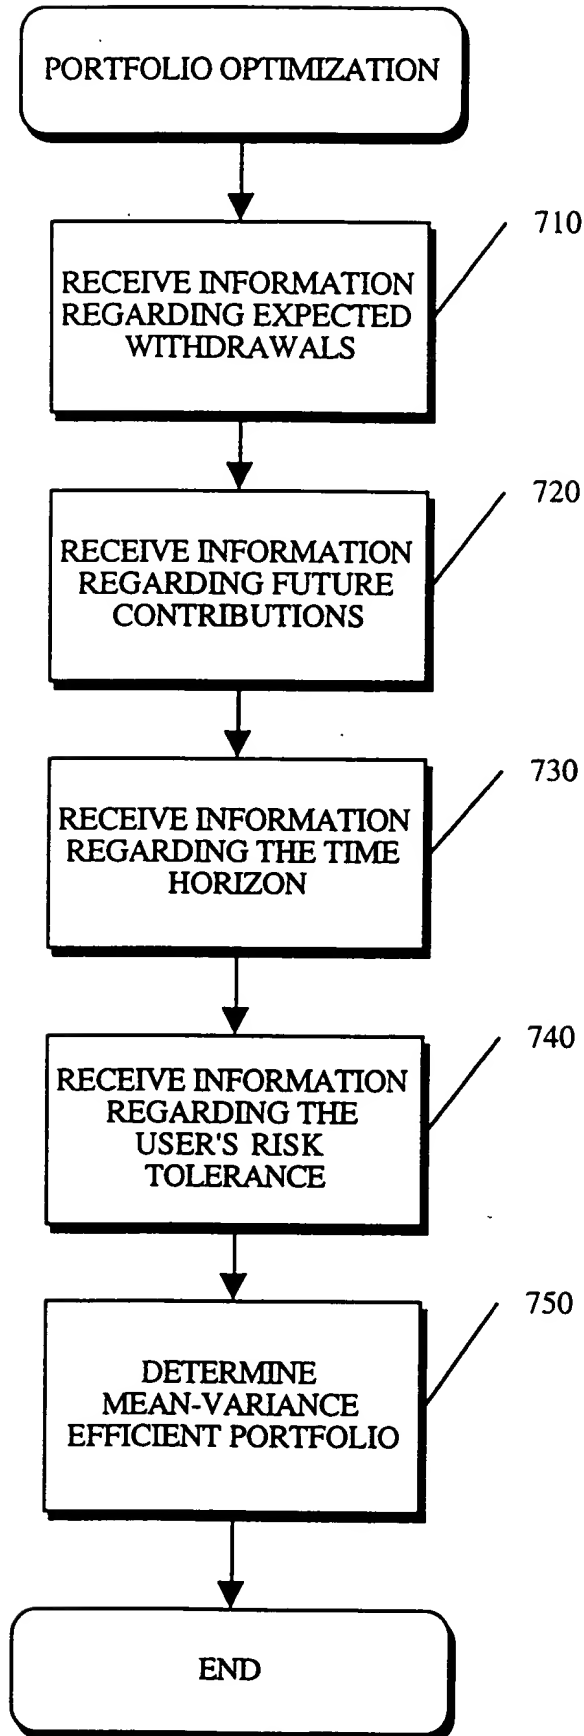 PORTFOLIO OPTIMIZATION
710
RECEIVE INFORMATION
REGARDING EXPECTED
WITHDRAWALS
720
RECEIVE INFORMATION
REGARDING FUTURE
CONTRIBUTIONS
730
RECEIVE INFORMATION
REGARDING THE TIME
HORIZON
740
RECEIVE INFORMATION
REGARDING THE
USER'S RISK
TOLERANCE
750
DETERMINE
MEAN-VARIANCE
EFFICIENT PORTFOLIO
END